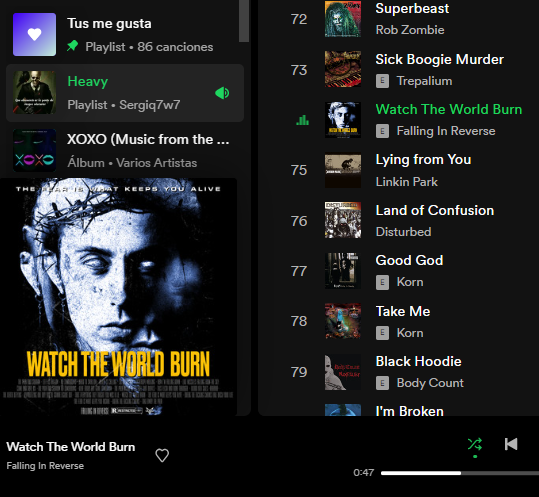 Tus me gusta
Playlist • 86 canciones
Heavy
Playlist • Sergiq7w7
XOXO
XOXO (Music from the ...
Álbum • Varios Artistas
THE FEAR IS WHAT KEEPS YOU ALIVE
WATCH THE WORLD BURN
FALLING IN REVERSE
R
Watch The World Burn
Falling In Reverse
72
Superbeast
Rob Zombie
73
Sick Boogie Murder
E Trepalium
Watch The World Burn
E Falling In Reverse
75
Lying from You
Linkin Park
76
Land of Confusion
Disturbed
77
Good God
E Korn
78
Take Me
E Korn
79
Black Hoodie
E Body Count
I'm Broken
0:47